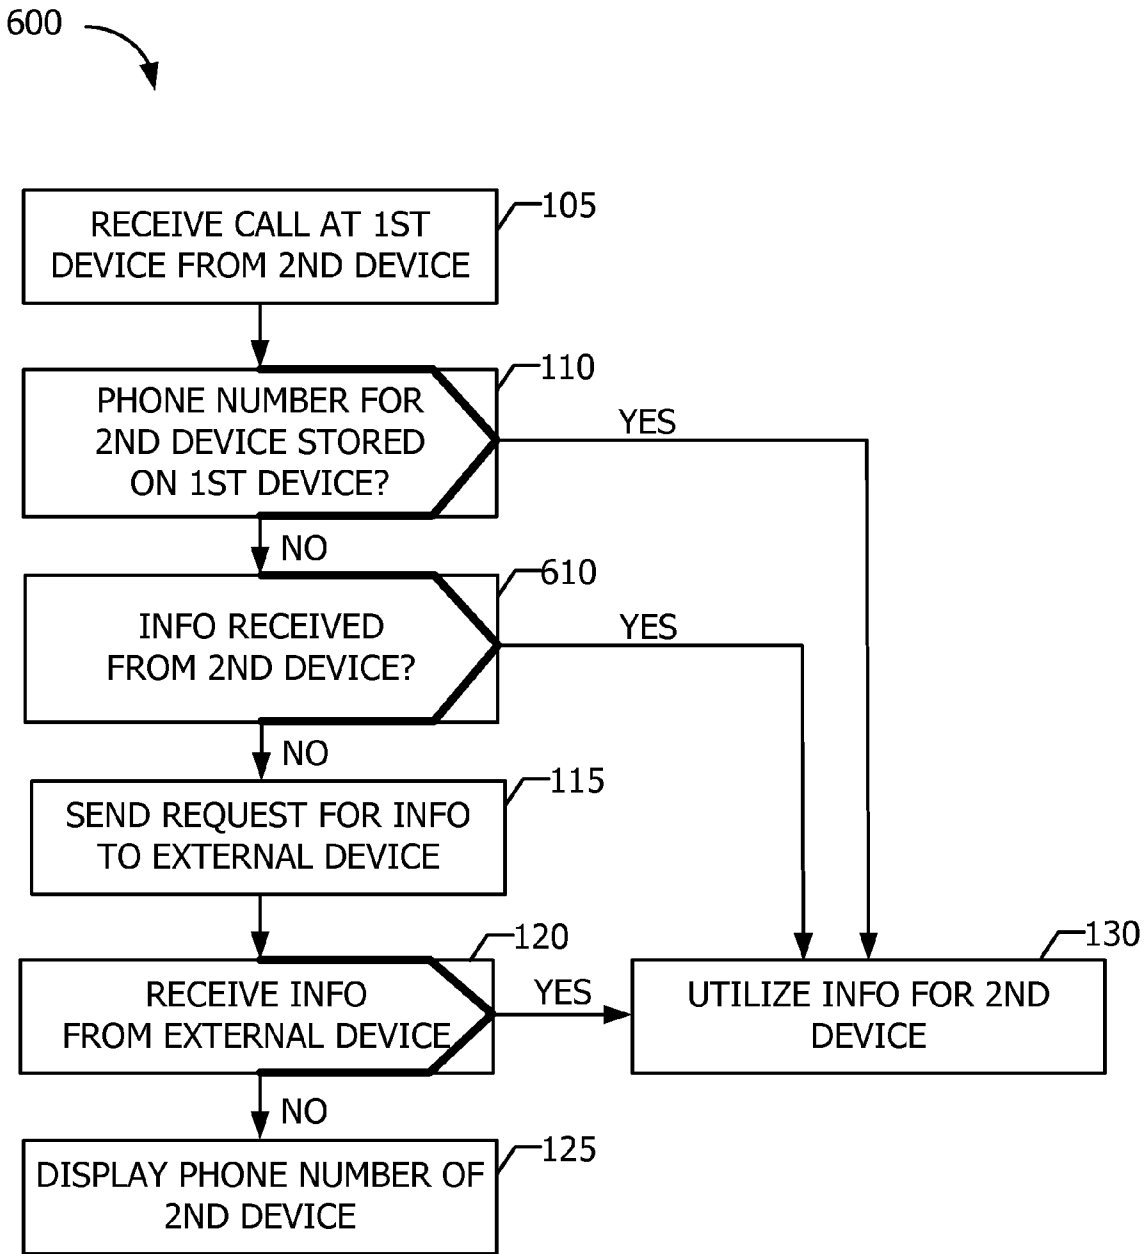 600
RECEIVE CALL AT 1ST
DEVICE FROM 2ND DEVICE
105
PHONE NUMBER FOR
2ND DEVICE STORED
ON 1ST DEVICE?
110
YES
NO
INFO RECEIVED
FROM 2ND DEVICE?
610
YES
NO
SEND REQUEST FOR INFO
TO EXTERNAL DEVICE
115
RECEIVE INFO
FROM EXTERNAL DEVICE
120
YES
UTILIZE INFO FOR 2ND
DEVICE
130
NO
DISPLAY PHONE NUMBER OF
2ND DEVICE
125